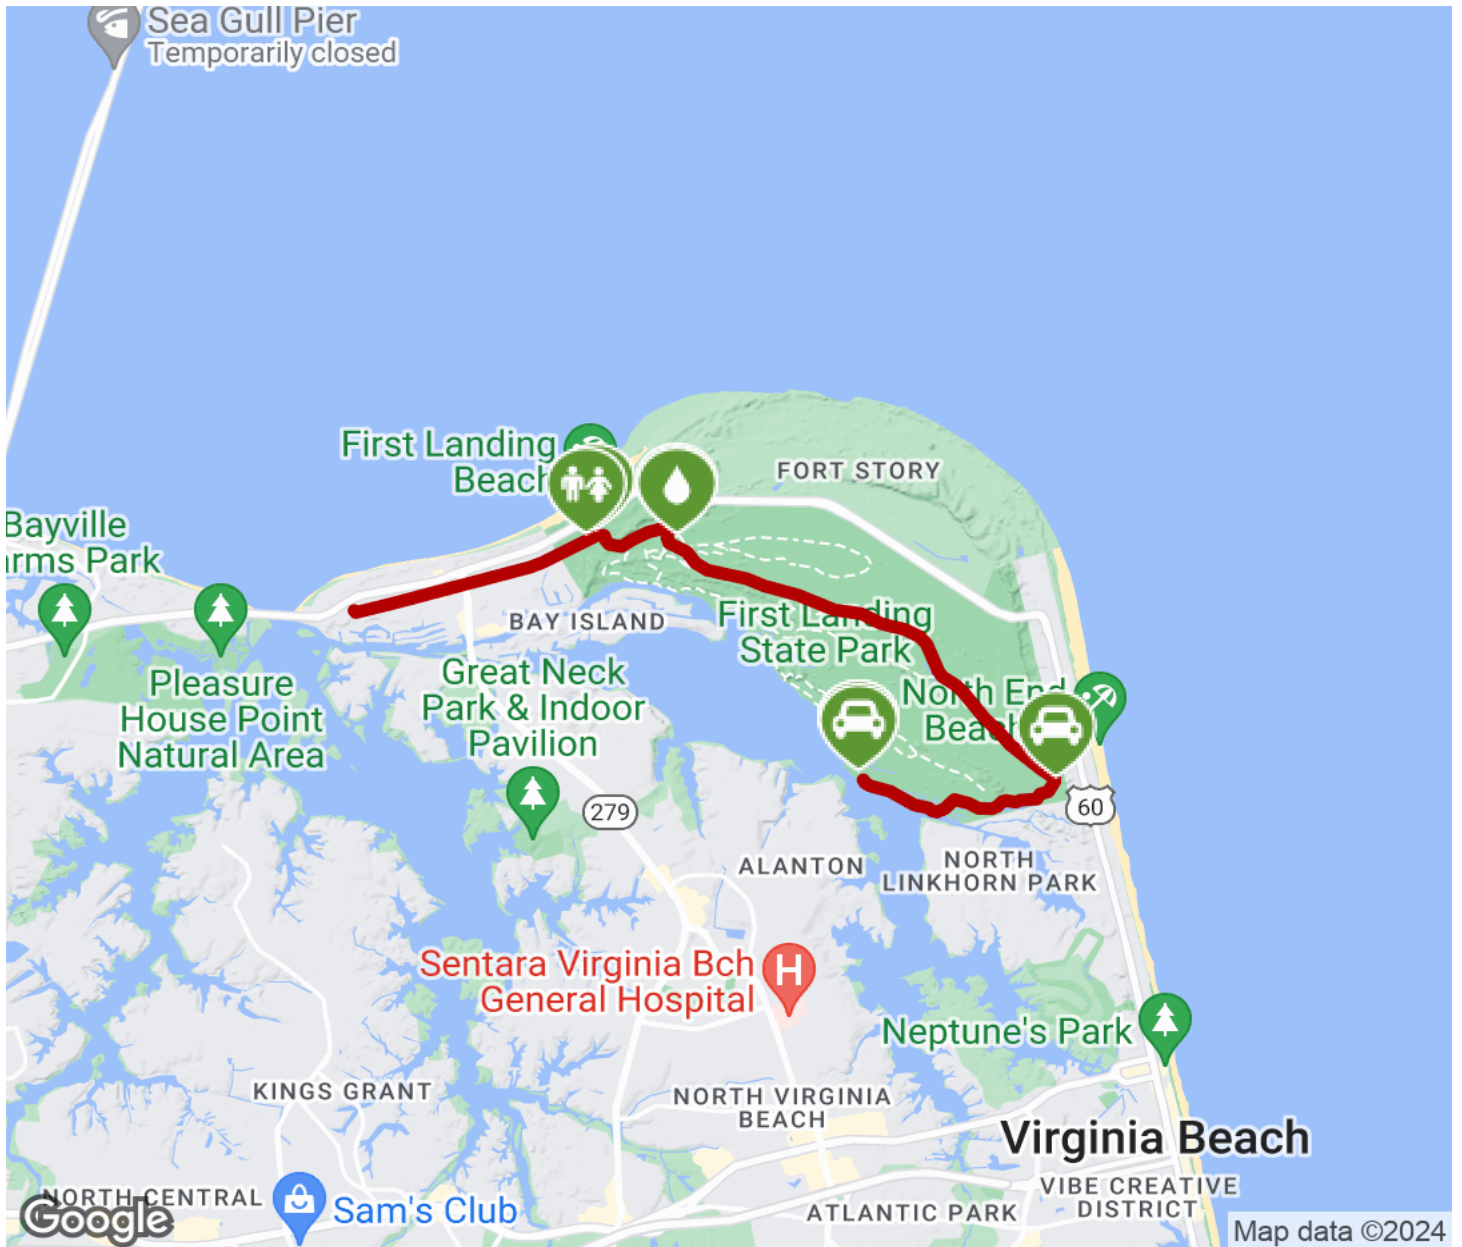 Sea Gull Pier
Temporarily closed
First Landing
Beach
FORT STORY
Bayville
arms Park
BAY ISLAND
First Landing
State Park
Great Neck
Park & Indoor
Pavilion
Pleasure
House Point
Natural Area
North End
Beach
279
60
ALANTON
NORTH
LINKHORN PARK
Sentara Virginia Bch
General Hospital
H
Neptune's Park
KINGS GRANT
NORTH VIRGINIA
BEACH
Virginia Beach
VIBE CREATIVE
DISTRICT
NORTH CENTRAL
Sam's Club
ATLANTIC PARK
Google
Map data ©2024